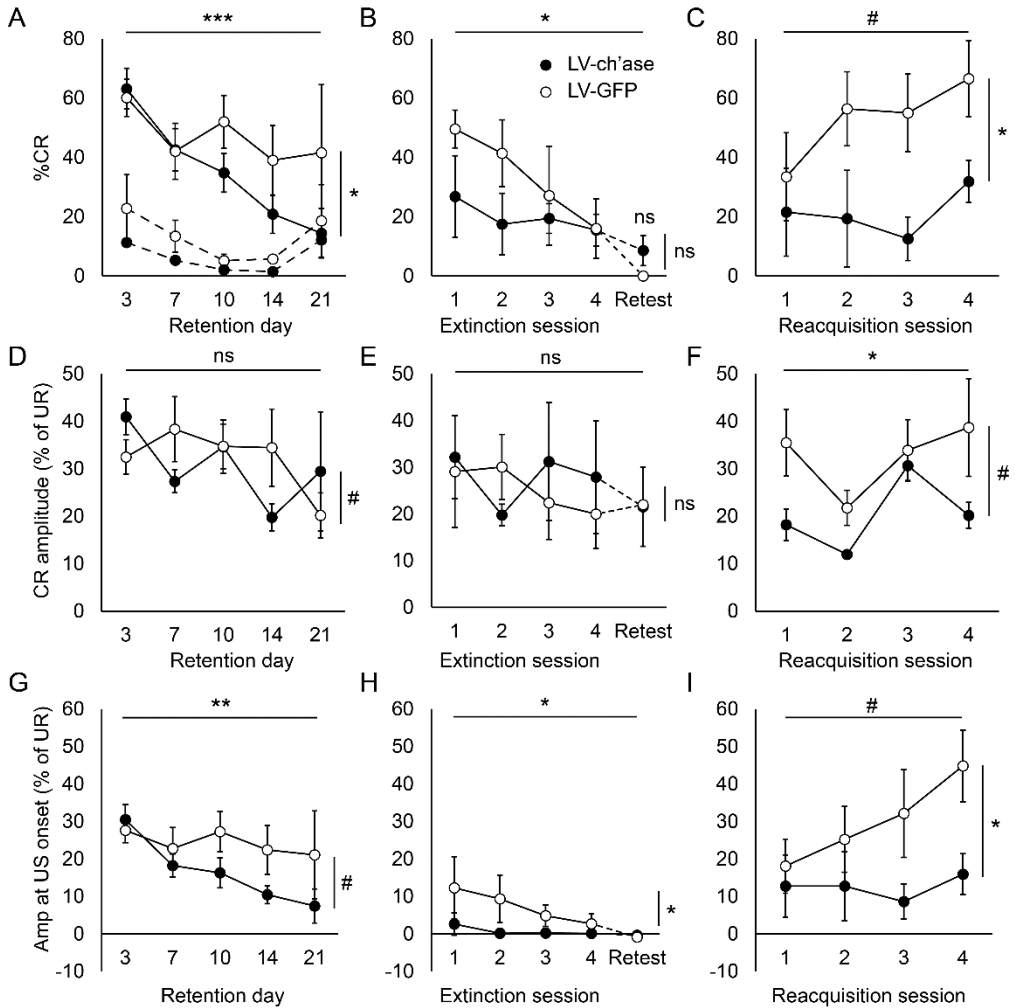 A
B
C
***
*
#
80
60
40
20
0
%CR
*
3 7 10 14 21
Retention day
80
60
40
20
0
LV-ch'ase
LV-GFP
ns
ns
1 2 3 4 Retest
Extinction session
80
60
40
20
0
*
1 2 3 4
Reacquisition session
D
E
F
ns
ns
*
50
40
30
20
10
0
CR amplitude (% of UR)
#
3 7 10 14 21
Retention day
50
40
30
20
10
0
ns
1 2 3 4 Retest
Extinction session
50
40
30
20
10
0
#
1 2 3 4
Reacquisition session
G
H
I
**
*
#
60
50
40
30
20
10
0
-10
Amp at US onset (% of UR)
#
3 7 10 14 21
Retention day
60
50
40
30
20
10
0
-10
*
1 2 3 4 Retest
Extinction session
60
50
40
30
20
10
0
-10
*
1 2 3 4
Reacquisition session